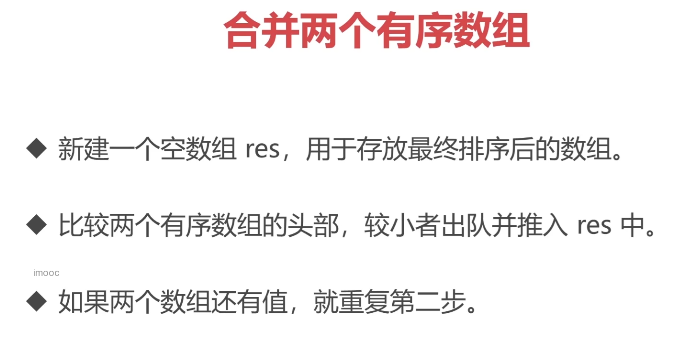 合并两个有序数组
◆ 新建一个空数组 res，用于存放最终排序后的数组。
◆ 比较两个有序数组的头部，较小者出队并推入 res 中。
imooc
◆ 如果两个数组还有值，就重复第二步。